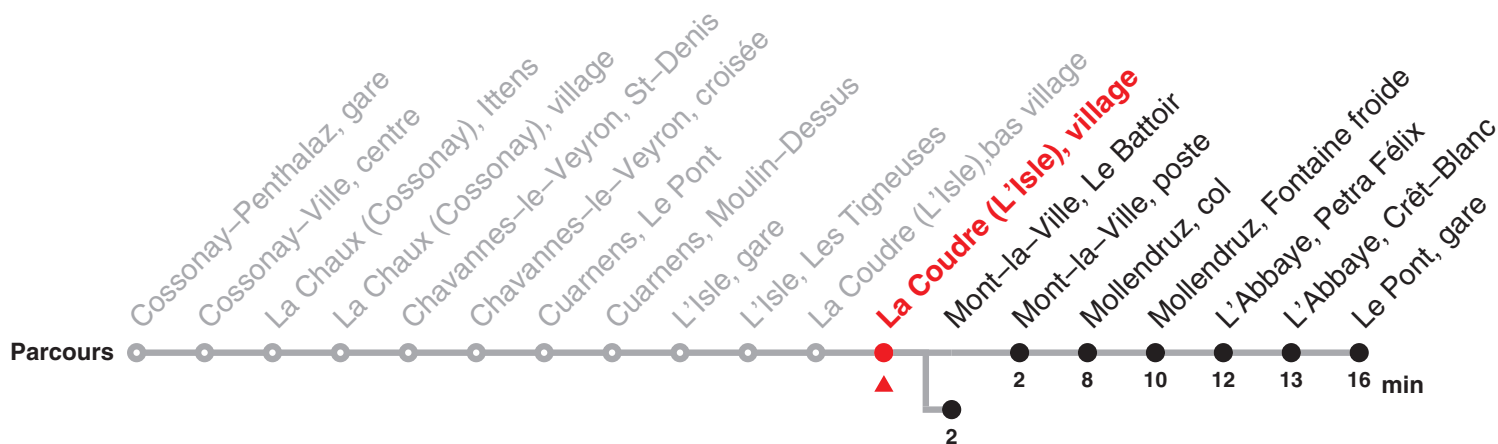 Cossonay–Penthalaz, gare
Cossonay–Ville, centre
La Chaux (Cossonay), Ittens
La Chaux (Cossonay), village
Chavannes–le–Veyron, St–Denis
Chavannes–le–Veyron, croisée
Cuarnens, Le Pont
Cuarnens, Moulin–Dessus
L'Isle, gare
L'Isle, Les Tigneuses
La Coudre (L'Isle),bas village
La Coudre (L'Isle), village
Mont–la–Ville, Le Battoir
Mont–la–Ville, poste
Mollendruz, col
Mollendruz, Fontaine froide
L'Abbaye, Petra Félix
L'Abbaye, Crêt–Blanc
Le Pont, gare
Parcours
2 8 10 12 13 16 min
2